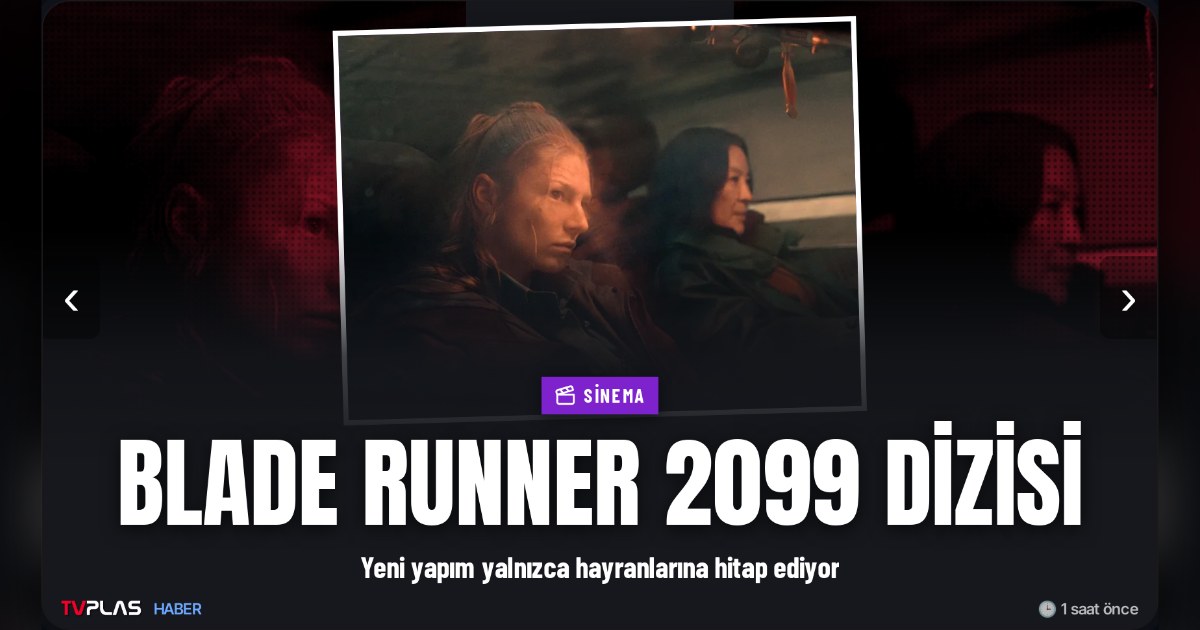 SİNEMA
BLADE RUNNER 2099 DİZİSİ
Yeni yapım yalnızca hayranlarına hitap ediyor
TVPLAS HABER
1 saat önce